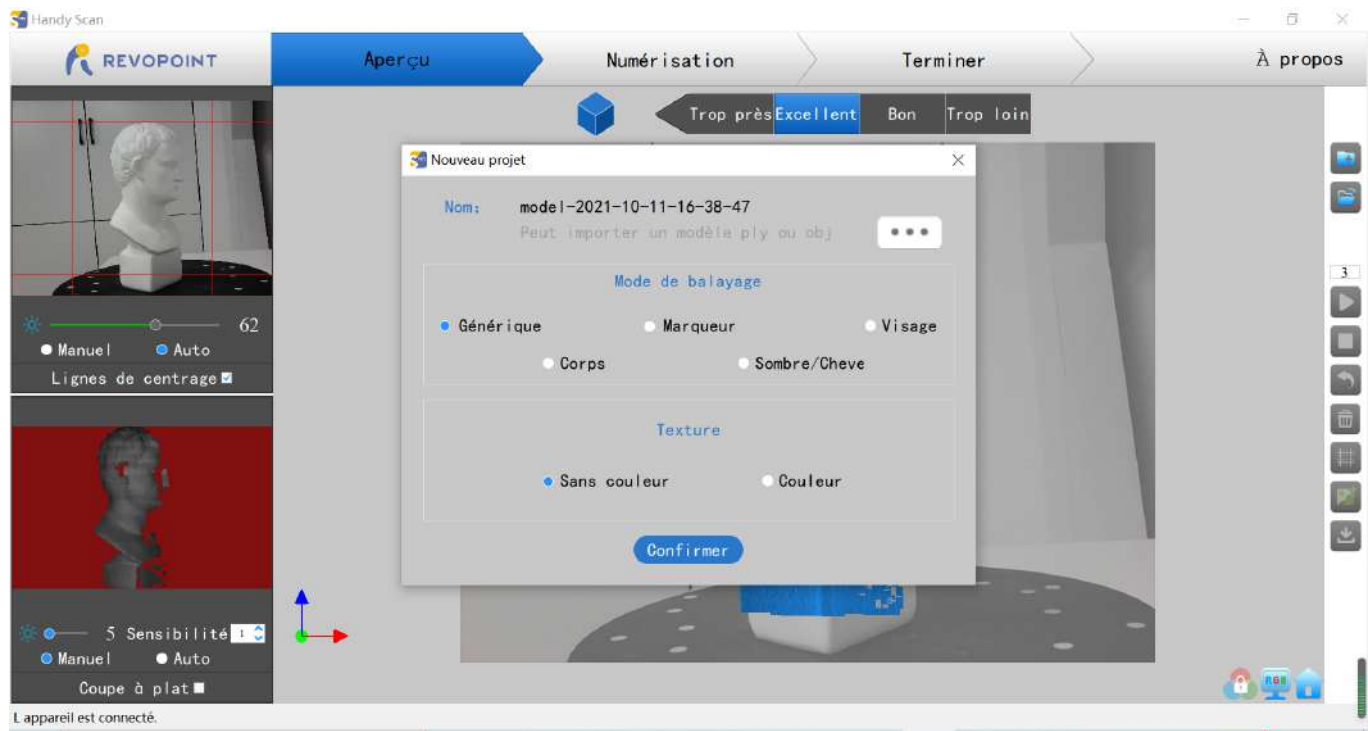 Handy Scan
REVOPOINT
Aperçu
Numérisation
Terminer
À propos
Trop près Excellent Bon Trop loin
Nouveau projet
Nom: model-2021-10-11-16-38-47
Peut importer un modèle ply ou obj
Mode de balayage
Générique Marqueur Visage
Corps Sombre/Cheve
Texture
Sans couleur Couleur
Confirmer
62
Manuel Auto
Lignes de centrage
5 Sensibilité 1
Manuel Auto
Coupe à plat
3
RGB
L appareil est connecté.